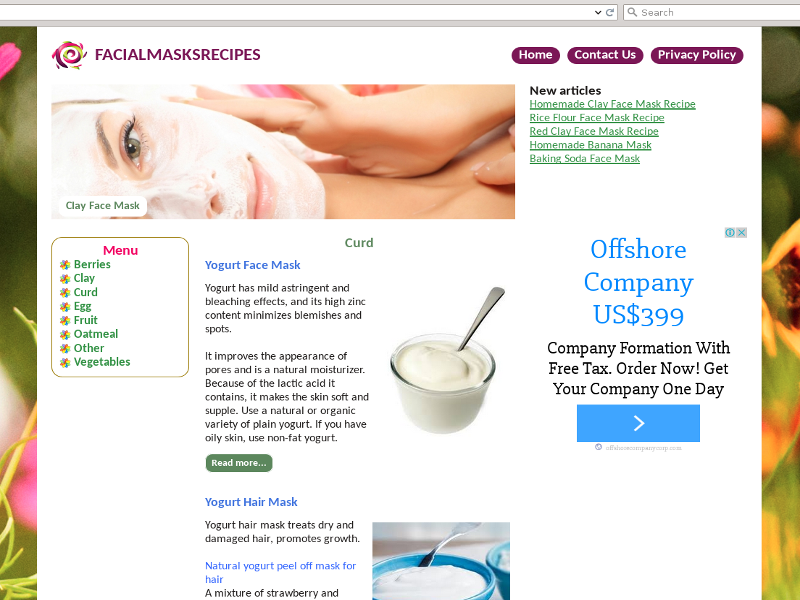 Search
FACIALMASKSRECIPES
Home
Contact Us
Privacy Policy
Clay Face Mask
New articles
Homemade Clay Face Mask Recipe
Rice Flour Face Mask Recipe
Red Clay Face Mask Recipe
Homemade Banana Mask
Baking Soda Face Mask
Menu
Berries
Clay
Curd
Egg
Fruit
Oatmeal
Other
Vegetables
Curd
Yogurt Face Mask
Yogurt has mild astringent and
bleaching effects, and its high zinc
content minimizes blemishes and
spots.
It improves the appearance of
pores and is a natural moisturizer.
Because of the lactic acid it
contains, it makes the skin soft and
supple. Use a natural or organic
variety of plain yogurt. If you have
oily skin, use non-fat yogurt.
Read more...
Yogurt Hair Mask
Yogurt hair mask treats dry and
damaged hair, promotes growth.
Natural yogurt peel off mask for
hair
A mixture of strawberry and
Offshore
Company
US$399
Company Formation With
Free Tax. Order Now! Get
Your Company One Day
offshorecompanycorp.com